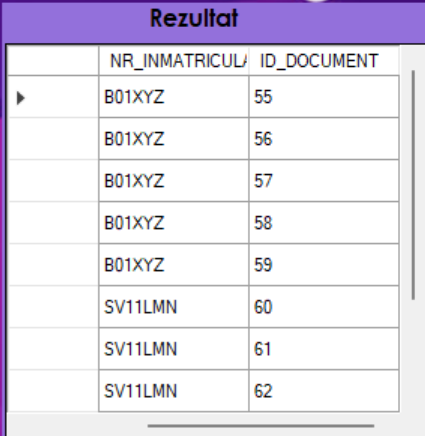 Rezultat
NR_INMATRICULA ID_DOCUMENT
B01XYZ 55
B01XYZ 56
B01XYZ 57
B01XYZ 58
B01XYZ 59
SV11LMN 60
SV11LMN 61
SV11LMN 62